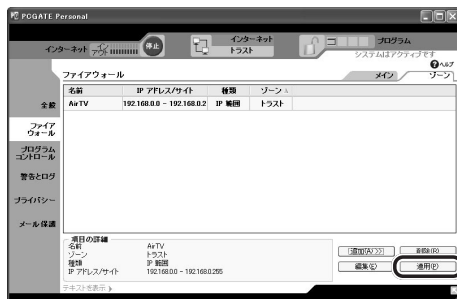 PCGATE Personal
インターネット
プログラム
インターネット
停止
トラスト
システムはアクティブです
ヘルプ
ファイアウォール
メイン
ゾーン
名前
IP アドレス/サイト
種類
ゾーン
AirTV
192.168.0.0 - 192.168.0.2
IP 範囲
トラスト
全般
ファイア
ウォール
プログラム
コントロール
警告とログ
プライバシー
メール保護
項目の詳細
名前
AirTV
ゾーン
トラスト
種類
IP 範囲
IP アドレス/サイト
192.168.0.0 - 192.168.0.255
追加(A) >>
削除(R)
編集(E)
適用(P)
テキストを表示